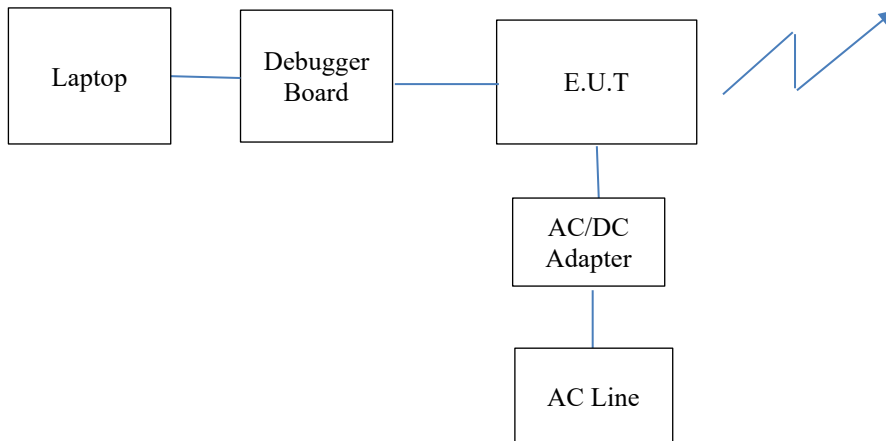 Laptop
Debugger
Board
E.U.T
AC/DC
Adapter
AC Line